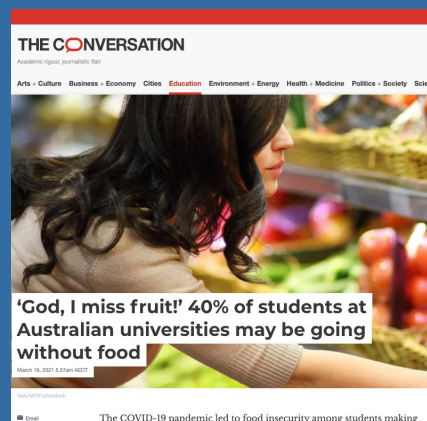 THE CONVERSATION
Academic rigour, journalistic flair
Arts + Culture Business + Economy Cities Education Environment + Energy Health + Medicine Politics + Society Scie
‘God, I miss fruit!’ 40% of students at
Australian universities may be going
without food
March 18, 2021 5.57am AEDT
Email
The COVID-19 pandemic led to food insecurity among students making